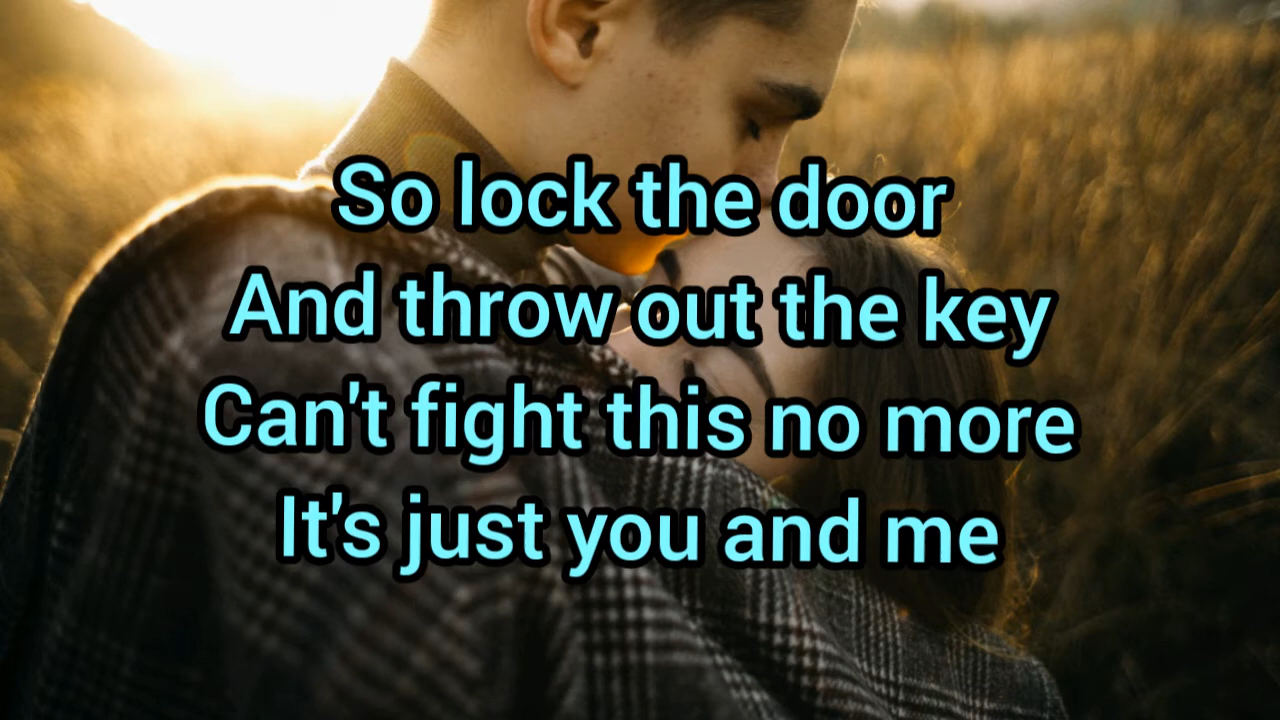 So lock the door
And throw out the key
Can't fight this no more
It's just you and me